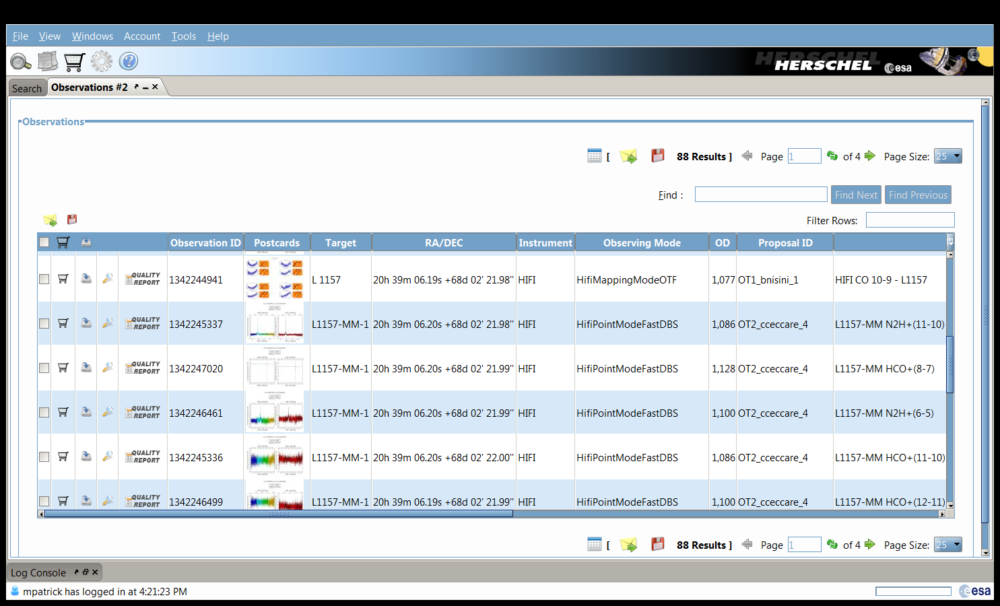 File View Windows Account Tools Help
HERSCHEL esa
Search Observations #2
Observations
[ 88 Results ] Page 1 of 4 Page Size: 25
Find : Find Next Find Previous
Filter Rows:
Observation ID Postcards Target RA/DEC Instrument Observing Mode OD Proposal ID
QUALITY REPORT 1342244941 L 1157 20h 39m 06.19s +68d 02' 21.98'' HIFI HifiMappingModeOTF 1,077 OT1_bnisini_1 HIFI CO 10-9 - L1157
QUALITY REPORT 1342245337 L1157-MM-1 20h 39m 06.20s +68d 02' 21.98'' HIFI HifiPointModeFastDBS 1,086 OT2_cceccare_4 L1157-MM N2H+(11-10)
QUALITY REPORT 1342247020 L1157-MM-1 20h 39m 06.20s +68d 02' 21.99'' HIFI HifiPointModeFastDBS 1,128 OT2_cceccare_4 L1157-MM HCO+(8-7)
QUALITY REPORT 1342246461 L1157-MM-1 20h 39m 06.20s +68d 02' 21.99'' HIFI HifiPointModeFastDBS 1,100 OT2_cceccare_4 L1157-MM N2H+(6-5)
QUALITY REPORT 1342245336 L1157-MM-1 20h 39m 06.20s +68d 02' 22.00'' HIFI HifiPointModeFastDBS 1,086 OT2_cceccare_4 L1157-MM HCO+(11-10)
QUALITY REPORT 1342246499 L1157-MM-1 20h 39m 06.19s +68d 02' 21.99'' HIFI HifiPointModeFastDBS 1,100 OT2_cceccare_4 L1157-MM HCO+(12-11)
[ 88 Results ] Page 1 of 4 Page Size: 25
Log Console
mpatrick has logged in at 4:21:23 PM esa